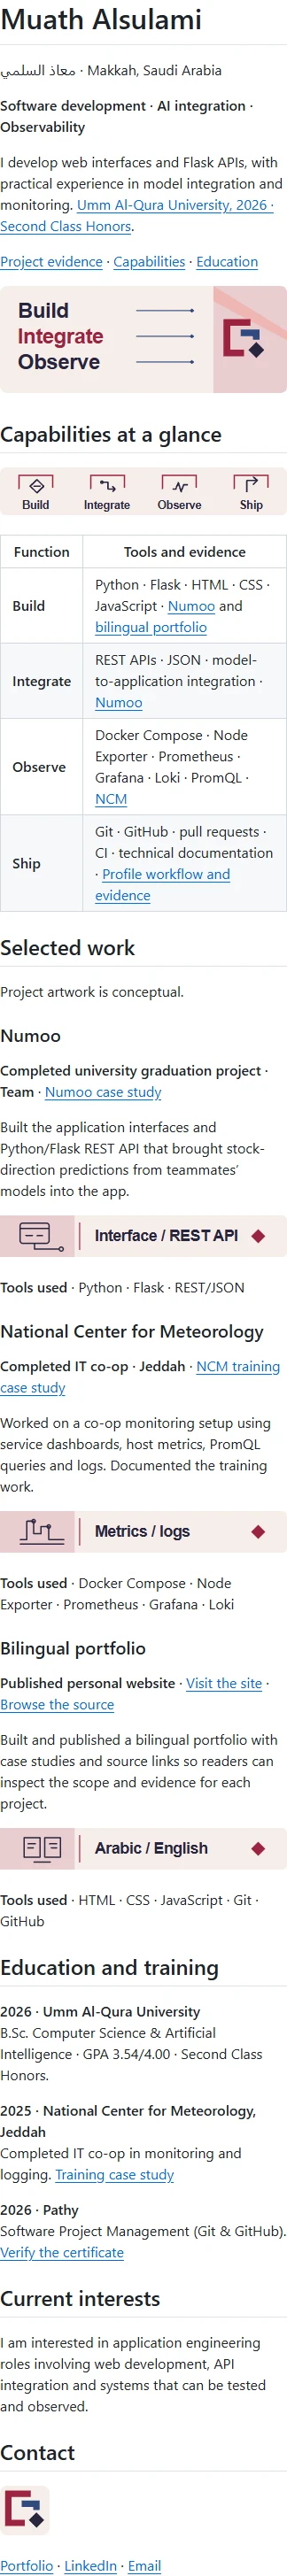 Muath Alsulami
معاذ السلمي · Makkah, Saudi Arabia
Software development · AI integration ·
Observability
I develop web interfaces and Flask APIs, with
practical experience in model integration and
monitoring. Umm Al-Qura University, 2026 ·
Second Class Honors.
Project evidence · Capabilities · Education
Build
Integrate
Observe
Capabilities at a glance
Build Integrate Observe Ship
Function Tools and evidence
Build
Python · Flask · HTML · CSS ·
JavaScript · Numoo and
bilingual portfolio
Integrate
REST APIs · JSON · model-
to-application integration ·
Numoo
Observe
Docker Compose · Node
Exporter · Prometheus ·
Grafana · Loki · PromQL ·
NCM
Ship
Git · GitHub · pull requests ·
CI · technical documentation
· Profile workflow and
evidence
Selected work
Project artwork is conceptual.
Numoo
Completed university graduation project ·
Team · Numoo case study
Built the application interfaces and
Python/Flask REST API that brought stock-
direction predictions from teammates'
models into the app.
Interface / REST API
Tools used · Python · Flask · REST/JSON
National Center for Meteorology
Completed IT co-op · Jeddah · NCM training
case study
Worked on a co-op monitoring setup using
service dashboards, host metrics, PromQL
queries and logs. Documented the training
work.
Metrics / logs
Tools used · Docker Compose · Node
Exporter · Prometheus · Grafana · Loki
Bilingual portfolio
Published personal website · Visit the site ·
Browse the source
Built and published a bilingual portfolio with
case studies and source links so readers can
inspect the scope and evidence for each
project.
Arabic / English
Tools used · HTML · CSS · JavaScript · Git ·
GitHub
Education and training
2026 · Umm Al-Qura University
B.Sc. Computer Science & Artificial
Intelligence · GPA 3.54/4.00 · Second Class
Honors.
2025 · National Center for Meteorology,
Jeddah
Completed IT co-op in monitoring and
logging. Training case study
2026 · Pathy
Software Project Management (Git & GitHub).
Verify the certificate
Current interests
I am interested in application engineering
roles involving web development, API
integration and systems that can be tested
and observed.
Contact
Portfolio · LinkedIn · Email